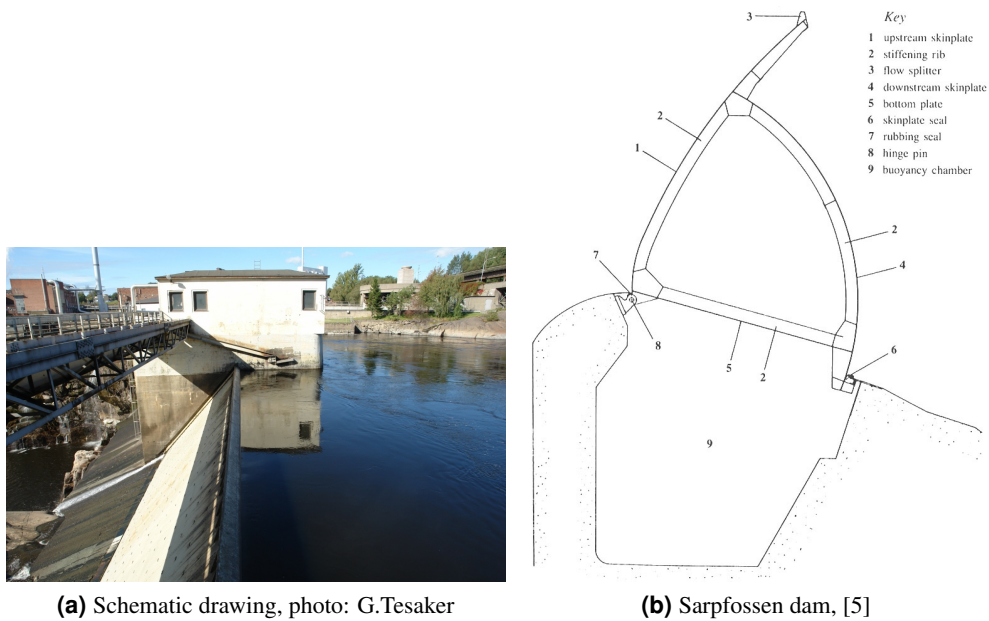 3
Key
1 upstream skinplate
2 stiffening rib
3 flow splitter
4 downstream skinplate
5 bottom plate
6 skinplate seal
7 rubbing seal
8 hinge pin
9 buoyancy chamber
2
1
2
7
4
8
6
5
2
9
(a) Schematic drawing, photo: G.Tesaker
(b) Sarpfossen dam, [5]